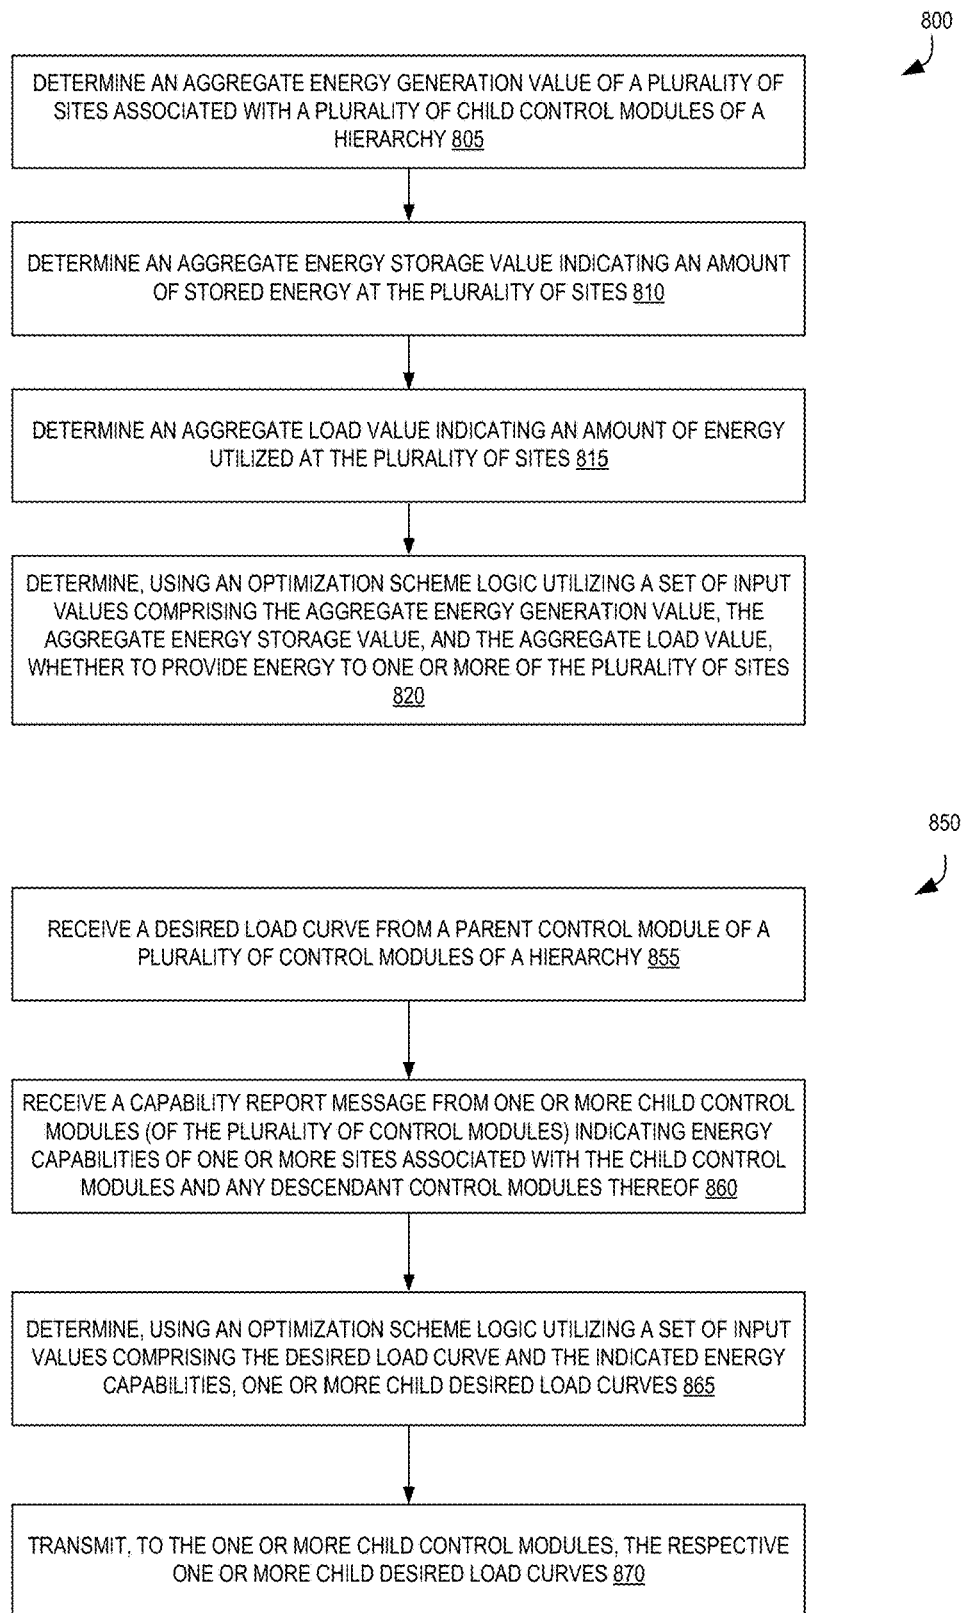 800
DETERMINE AN AGGREGATE ENERGY GENERATION VALUE OF A PLURALITY OF
SITES ASSOCIATED WITH A PLURALITY OF CHILD CONTROL MODULES OF A
HIERARCHY 805
DETERMINE AN AGGREGATE ENERGY STORAGE VALUE INDICATING AN AMOUNT
OF STORED ENERGY AT THE PLURALITY OF SITES 810
DETERMINE AN AGGREGATE LOAD VALUE INDICATING AN AMOUNT OF ENERGY
UTILIZED AT THE PLURALITY OF SITES 815
DETERMINE, USING AN OPTIMIZATION SCHEME LOGIC UTILIZING A SET OF INPUT
VALUES COMPRISING THE AGGREGATE ENERGY GENERATION VALUE, THE
AGGREGATE ENERGY STORAGE VALUE, AND THE AGGREGATE LOAD VALUE,
WHETHER TO PROVIDE ENERGY TO ONE OR MORE OF THE PLURALITY OF SITES
820
850
RECEIVE A DESIRED LOAD CURVE FROM A PARENT CONTROL MODULE OF A
PLURALITY OF CONTROL MODULES OF A HIERARCHY 855
RECEIVE A CAPABILITY REPORT MESSAGE FROM ONE OR MORE CHILD CONTROL
MODULES (OF THE PLURALITY OF CONTROL MODULES) INDICATING ENERGY
CAPABILITIES OF ONE OR MORE SITES ASSOCIATED WITH THE CHILD CONTROL
MODULES AND ANY DESCENDANT CONTROL MODULES THEREOF 860
DETERMINE, USING AN OPTIMIZATION SCHEME LOGIC UTILIZING A SET OF INPUT
VALUES COMPRISING THE DESIRED LOAD CURVE AND THE INDICATED ENERGY
CAPABILITIES, ONE OR MORE CHILD DESIRED LOAD CURVES 865
TRANSMIT, TO THE ONE OR MORE CHILD CONTROL MODULES, THE RESPECTIVE
ONE OR MORE CHILD DESIRED LOAD CURVES 870